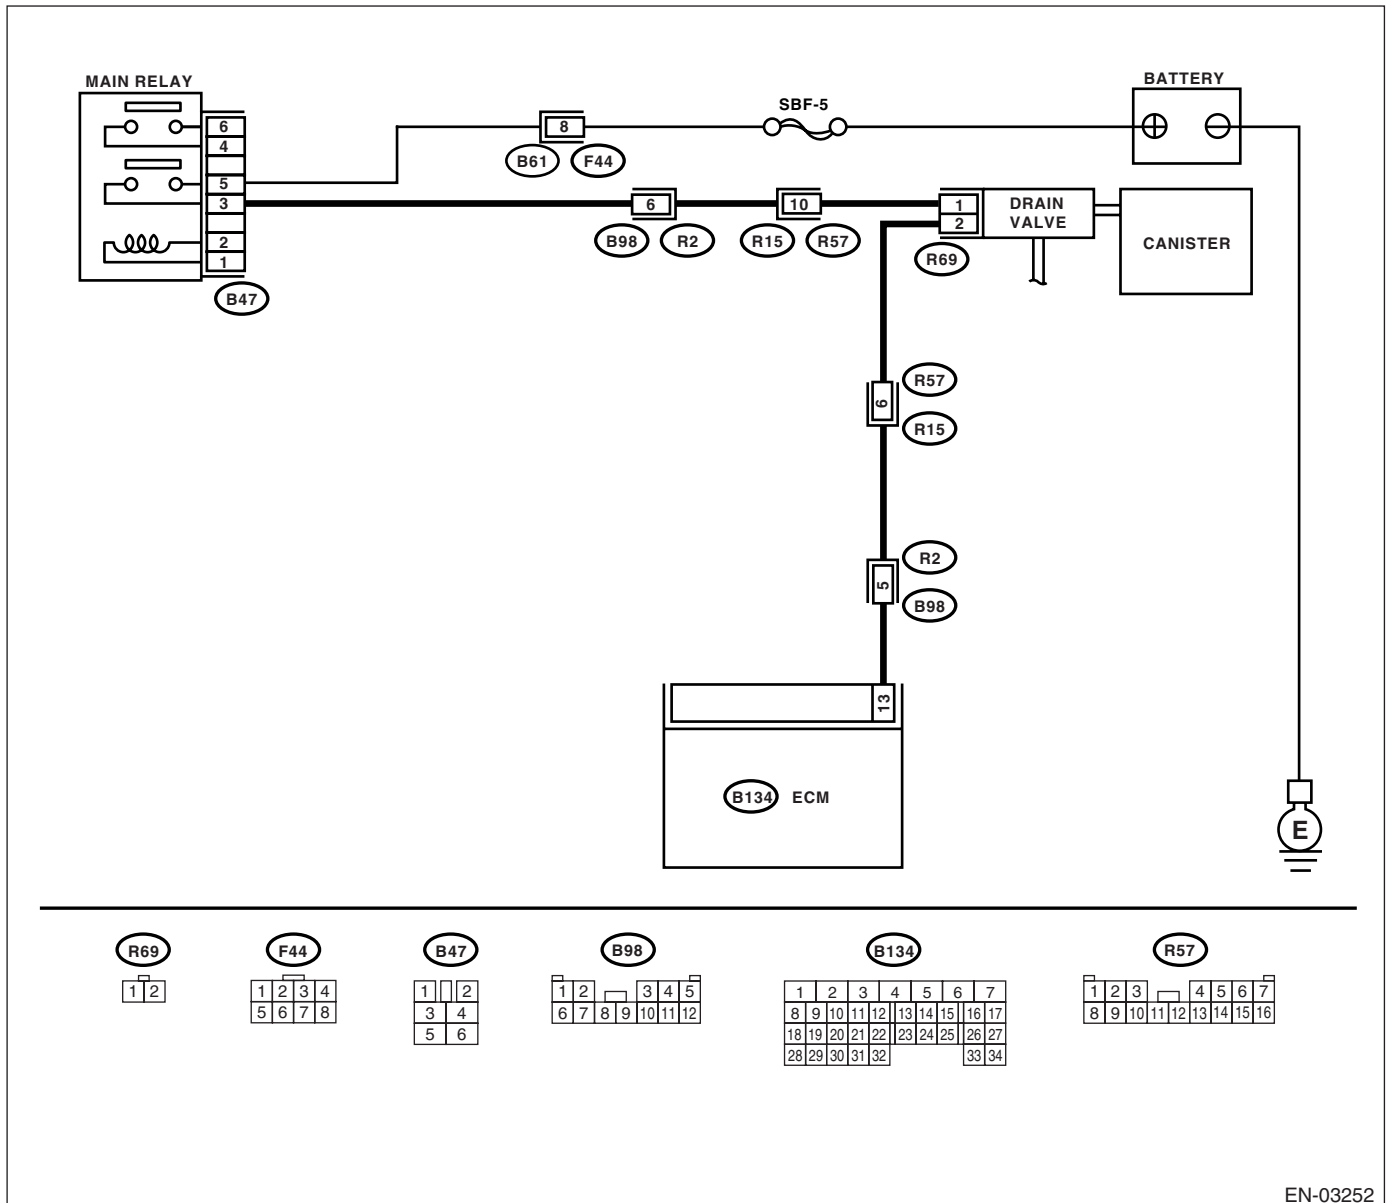 MAIN RELAY
6
4
5
3
2
1
B47
8
B61 F44
SBF-5
BATTERY
6
B98 R2
10
R15 R57
1
2
R69
DRAIN
VALVE
CANISTER
6
R57
R15
5
R2
B98
13
B134 ECM
E
R69
1 2
F44
1 2 3 4
5 6 7 8
B47
1 2
3 4
5 6
B98
1 2 3 4 5
6 7 8 9 10 11 12
B134
1 2 3 4 5 6 7
8 9 10 11 12 13 14 15 16 17
18 19 20 21 22 23 24 25 26 27
28 29 30 31 32 33 34
R57
1 2 3 4 5 6 7
8 9 10 11 12 13 14 15 16
EN-03252